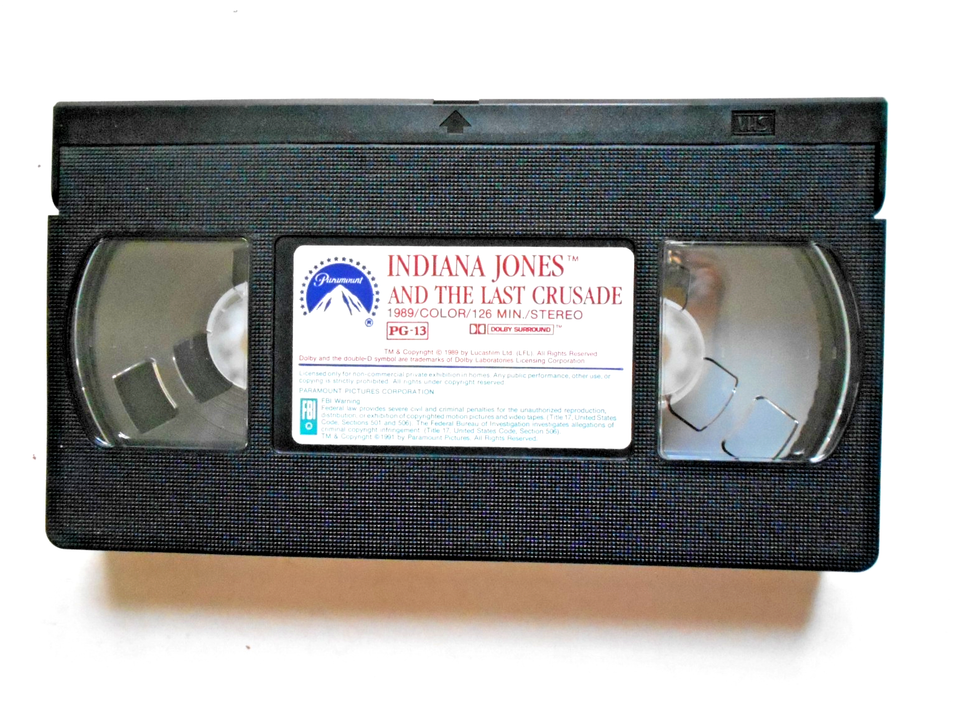 VHS
Paramount
®
INDIANA JONES™
AND THE LAST CRUSADE
1989/COLOR/126 MIN./STEREO
PG-13 DOLBY SURROUND™
TM & Copyright © 1989 by Lucasfilm Ltd. (LFL). All Rights Reserved.
Dolby and the double-D symbol are trademarks of Dolby Laboratories Licensing Corporation.
Licensed only for non-commercial private exhibition in homes. Any public performance, other use, or
copying is strictly prohibited. All rights under copyright reserved.
PARAMOUNT PICTURES CORPORATION
FBI
FBI Warning
Federal law provides severe civil and criminal penalties for the unauthorized reproduction,
distribution, or exhibition of copyrighted motion pictures and video tapes. (Title 17, United States
Code, Sections 501 and 506). The Federal Bureau of Investigation investigates allegations of
criminal copyright infringement. (Title 17, United States Code, Section 506).
TM & Copyright © 1991 by Paramount Pictures. All Rights Reserved.